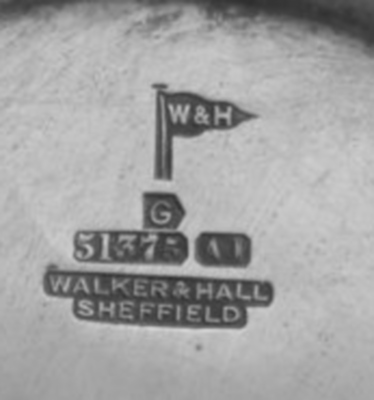 W&H
G
51375 A1
WALKER & HALL
SHEFFIELD